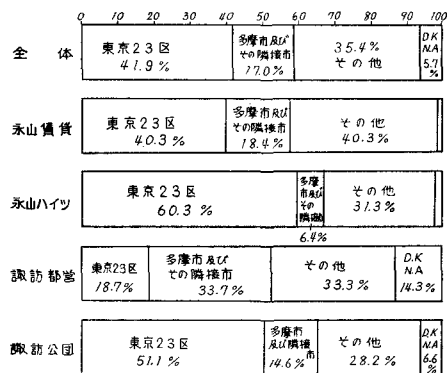 0 10 20 30 40 50 60 70 80 90 100
全体
東京23区
41.9%
多摩市及び
その隣接市
17.0%
35.4%
その他
D.K
N.A
5.7
%
永山賃貸
東京23区
40.3%
多摩市及び
その隣接市
18.4%
その他
40.3%
永山ハイツ
東京23区
60.3%
多摩
市及び
その
隣接市
6.4%
その他
31.3%
諏訪都営
東京23区
18.7%
多摩市及び
その隣接市
33.7%
その他
33.3%
D.K
N.A
14.3%
諏訪公団
東京23区
51.1%
多摩市
及び隣接市
14.6%
その他
28.2%
D.K
N.A
6.6
%